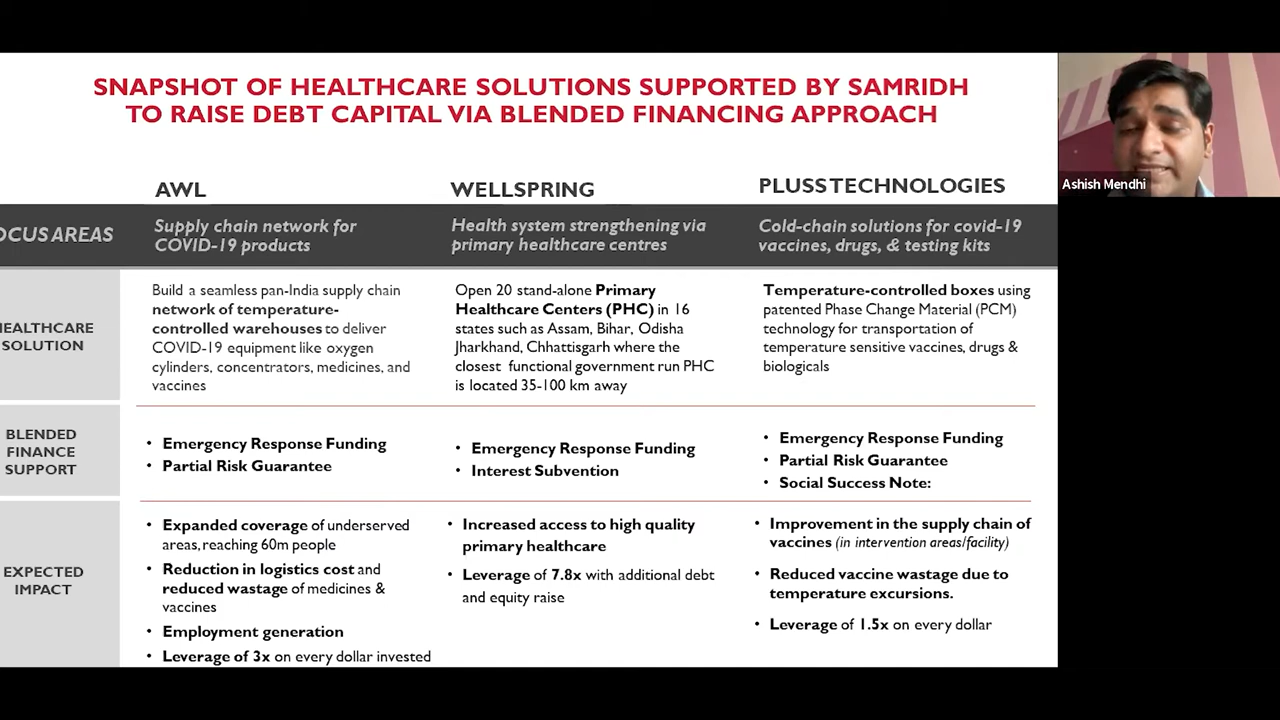 SNAPSHOT OF HEALTHCARE SOLUTIONS SUPPORTED BY SAMRIDH
TO RAISE DEBT CAPITAL VIA BLENDED FINANCING APPROACH
Ashish Mendhi
AWL
WELLSPRING
PLUSS TECHNOLOGIES
OCUS AREAS
Supply chain network for
COVID-19 products
Health system strengthening via
primary healthcare centres
Cold-chain solutions for covid-19
vaccines, drugs, & testing kits
HEALTHCARE
SOLUTION
Build a seamless pan-India supply chain
network of temperature-
controlled warehouses to deliver
COVID-19 equipment like oxygen
cylinders, concentrators, medicines, and
vaccines
Open 20 stand-alone Primary
Healthcare Centers (PHC) in 16
states such as Assam, Bihar, Odisha
Jharkhand, Chhattisgarh where the
closest functional government run PHC
is located 35-100 km away
Temperature-controlled boxes using
patented Phase Change Material (PCM)
technology for transportation of
temperature sensitive vaccines, drugs &
biologicals
BLENDED
FINANCE
SUPPORT
• Emergency Response Funding
• Partial Risk Guarantee
• Emergency Response Funding
• Interest Subvention
• Emergency Response Funding
• Partial Risk Guarantee
• Social Success Note:
EXPECTED
IMPACT
• Expanded coverage of underserved
areas, reaching 60m people
• Reduction in logistics cost and
reduced wastage of medicines &
vaccines
• Employment generation
• Leverage of 3x on every dollar invested
• Increased access to high quality
primary healthcare
• Leverage of 7.8x with additional debt
and equity raise
• Improvement in the supply chain of
vaccines (in intervention areas/facility)
• Reduced vaccine wastage due to
temperature excursions.
• Leverage of 1.5x on every dollar